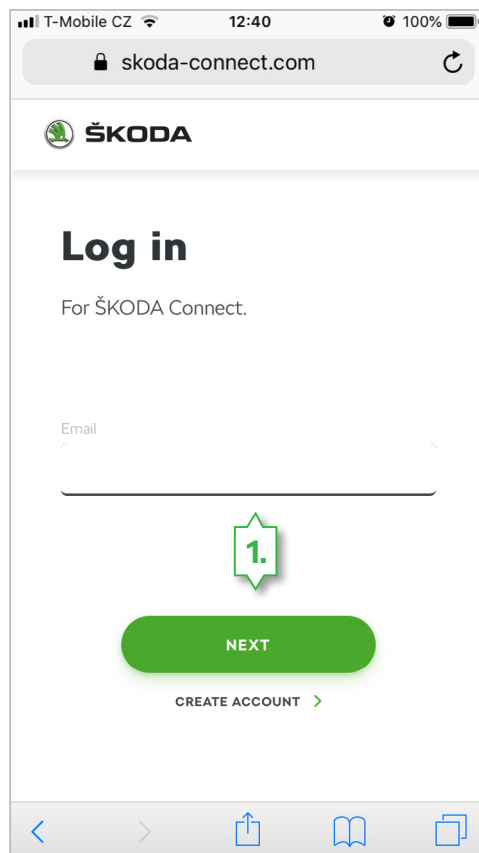 T-Mobile CZ 12:40 100%
skoda-connect.com
ŠKODA
Log in
For ŠKODA Connect.
Email
1.
NEXT
CREATE ACCOUNT